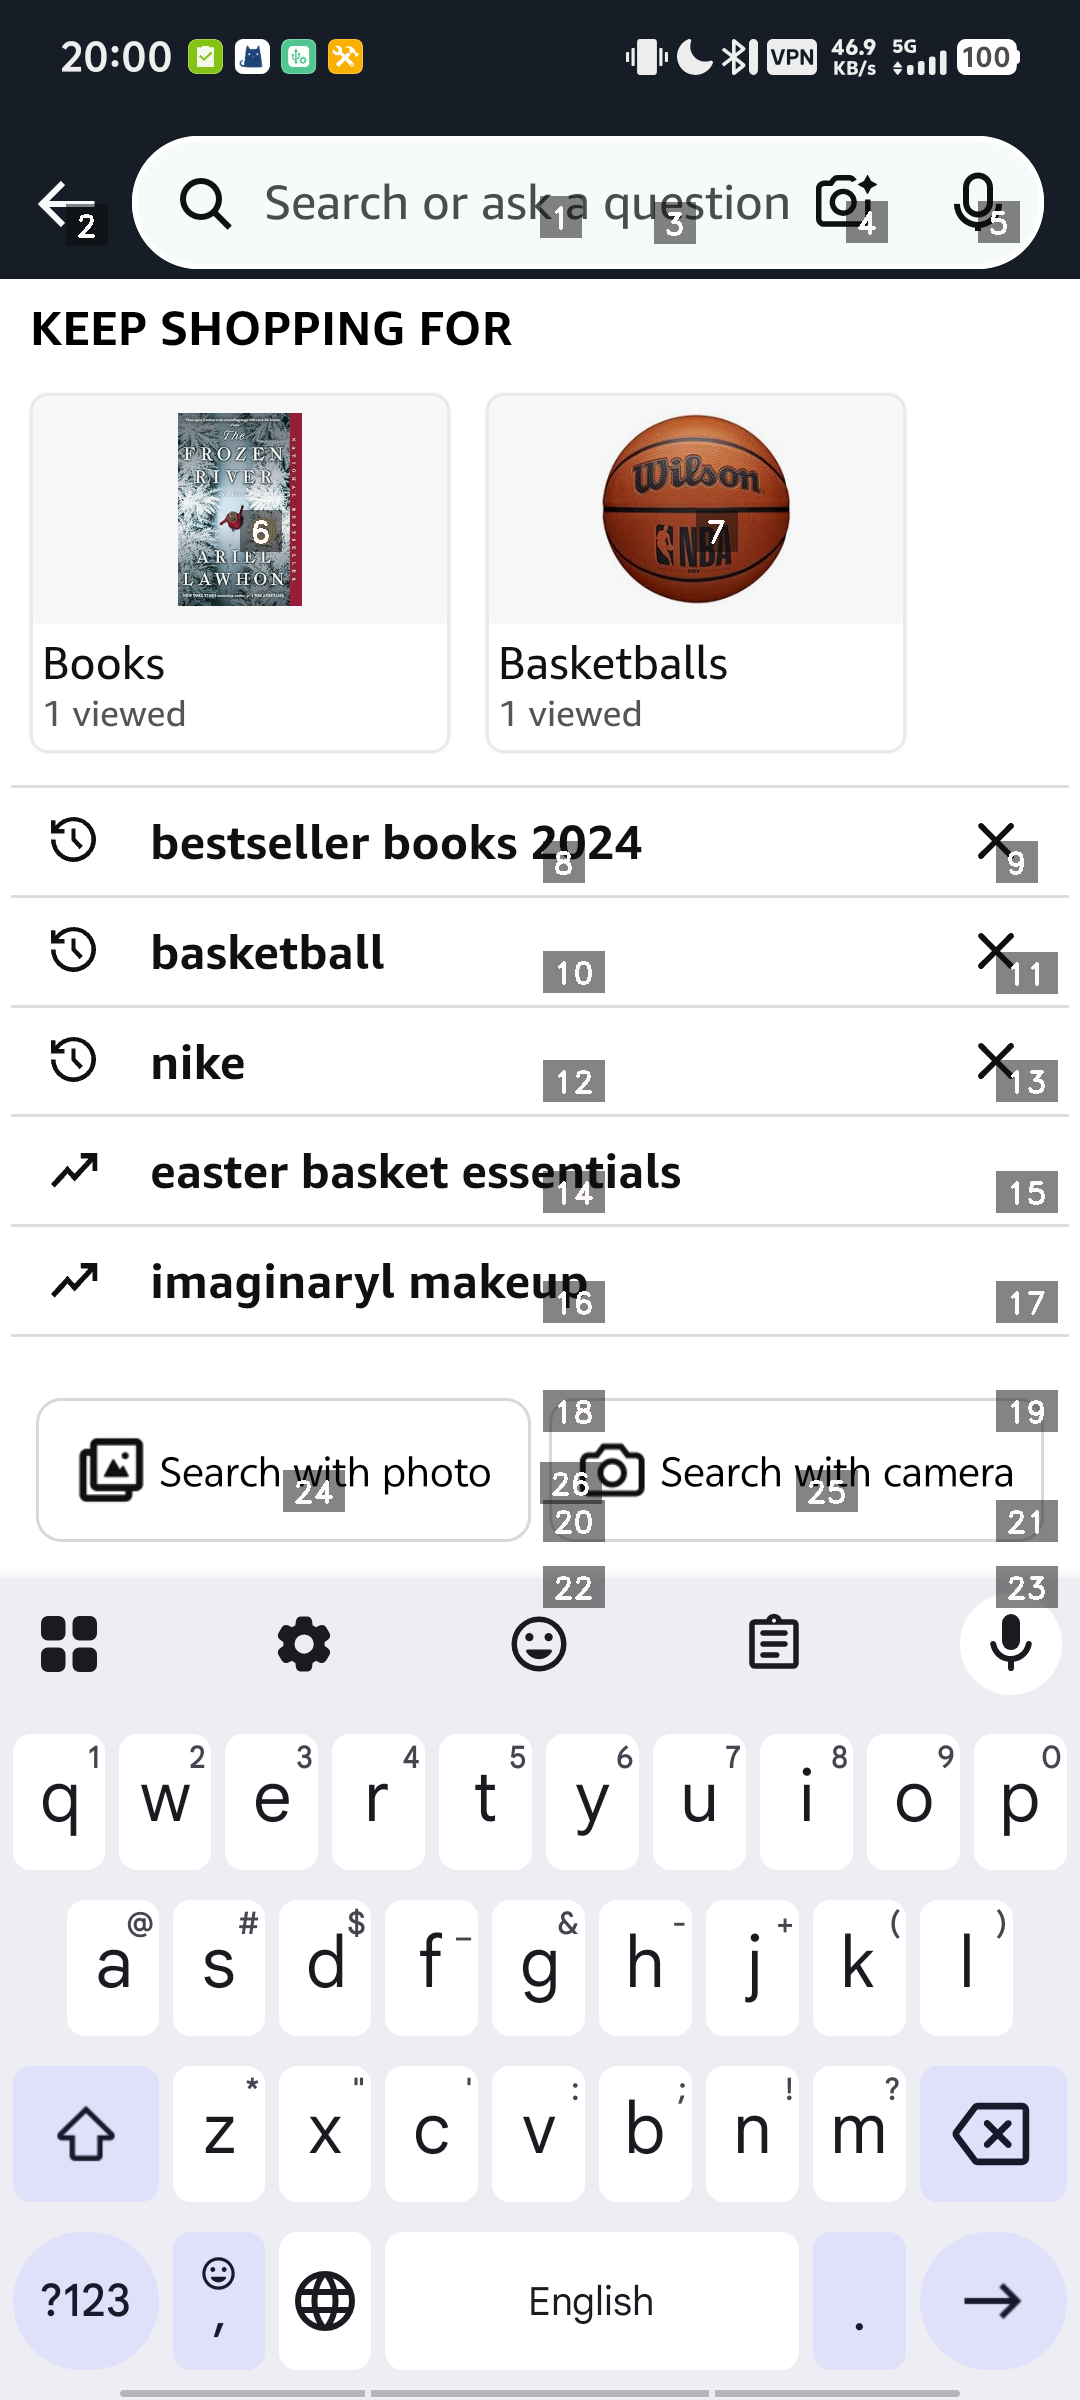 20:00
VPN
46.9 KB/s
5G
100
2
Search or ask a question
1
3
4
5
KEEP SHOPPING FOR
The
FROZEN
RIVER
ARIEL
LAWHON
NATIONAL BESTSELLER
6
Wilson
NBA
7
Books
1 viewed
Basketballs
1 viewed
bestseller books 2024
8
9
basketball
10
11
nike
12
13
easter basket essentials
14
15
imaginaryl makeup
16
17
18
19
Search with photo
24
26
Search with camera
25
20
21
22
23
1 2 3 4 5 6 7 8 9 0
q w e r t y u i o p
@ # $ _ & - + ( )
a s d f g h j k l
* " ' : ; ! ?
z x c v b n m
?123
,
English
.